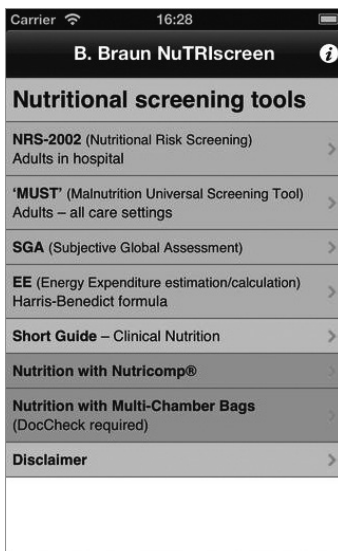 Carrier 16:28
B. Braun NuTRIscreen i
Nutritional screening tools
NRS-2002 (Nutritional Risk Screening)
Adults in hospital
‘MUST’ (Malnutrition Universal Screening Tool)
Adults – all care settings
SGA (Subjective Global Assessment)
EE (Energy Expenditure estimation/calculation)
Harris-Benedict formula
Short Guide – Clinical Nutrition
Nutrition with Nutricomp®
Nutrition with Multi-Chamber Bags
(DocCheck required)
Disclaimer